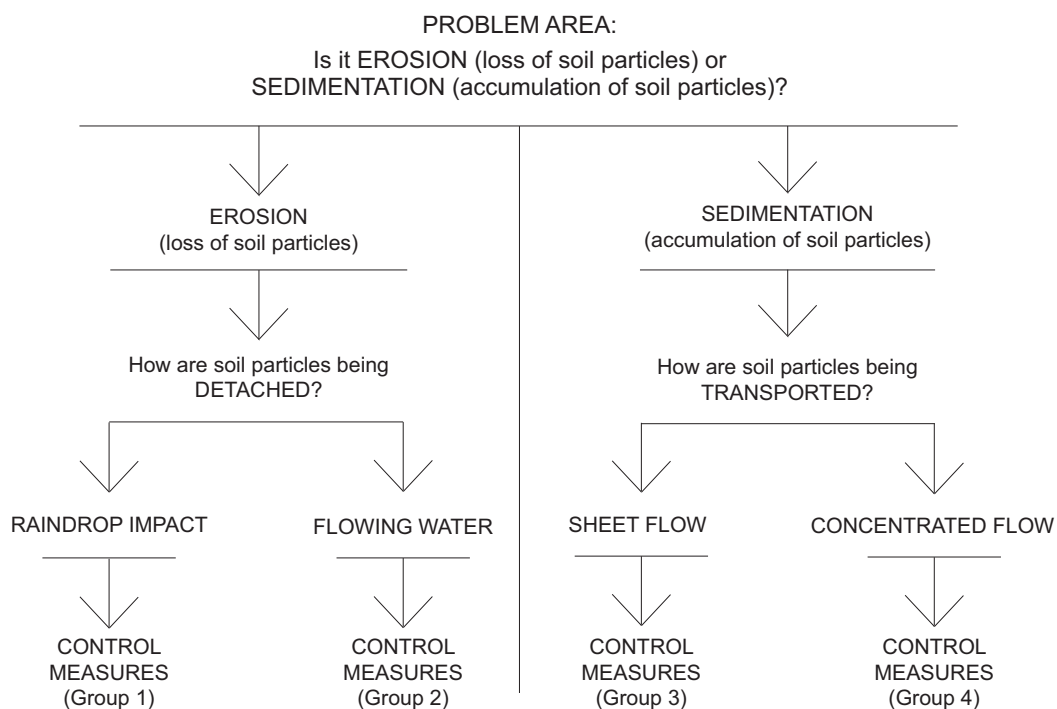 PROBLEM AREA:
Is it EROSION (loss of soil particles) or
SEDIMENTATION (accumulation of soil particles)?
EROSION
(loss of soil particles)
SEDIMENTATION
(accumulation of soil particles)
How are soil particles being
DETACHED?
How are soil particles being
TRANSPORTED?
RAINDROP IMPACT
FLOWING WATER
SHEET FLOW
CONCENTRATED FLOW
CONTROL
MEASURES
(Group 1)
CONTROL
MEASURES
(Group 2)
CONTROL
MEASURES
(Group 3)
CONTROL
MEASURES
(Group 4)